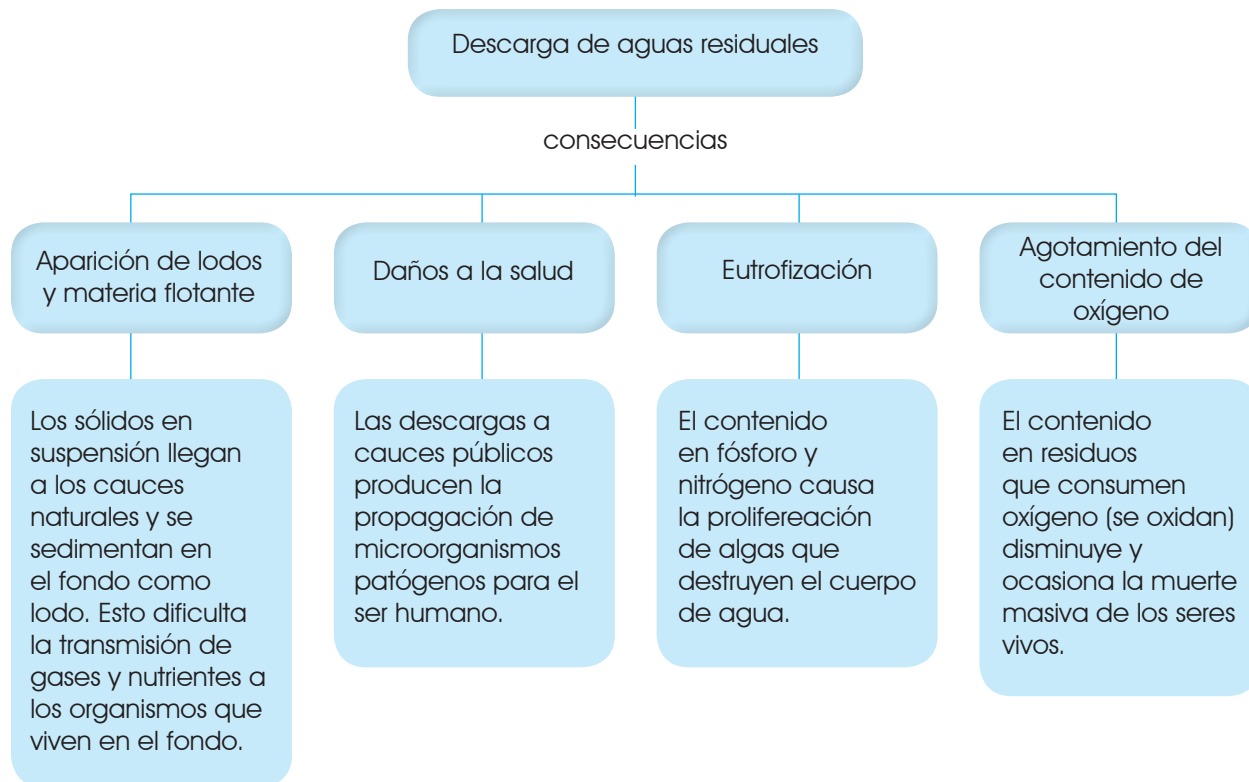 Descarga de aguas residuales
consecuencias
Aparición de lodos
y materia flotante
Daños a la salud
Eutrofización
Agotamiento del
contenido de
oxígeno
Los sólidos en
suspensión llegan
a los cauces
naturales y se
sedimentan en
el fondo como
lodo. Esto dificulta
la transmisión de
gases y nutrientes a
los organismos que
viven en el fondo.
Las descargas a
cauces públicos
producen la
propagación de
microorganismos
patógenos para el
ser humano.
El contenido
en fósforo y
nitrógeno causa
la prolifereación
de algas que
destruyen el cuerpo
de agua.
El contenido
en residuos
que consumen
oxígeno (se oxidan)
disminuye y
ocasiona la muerte
masiva de los seres
vivos.